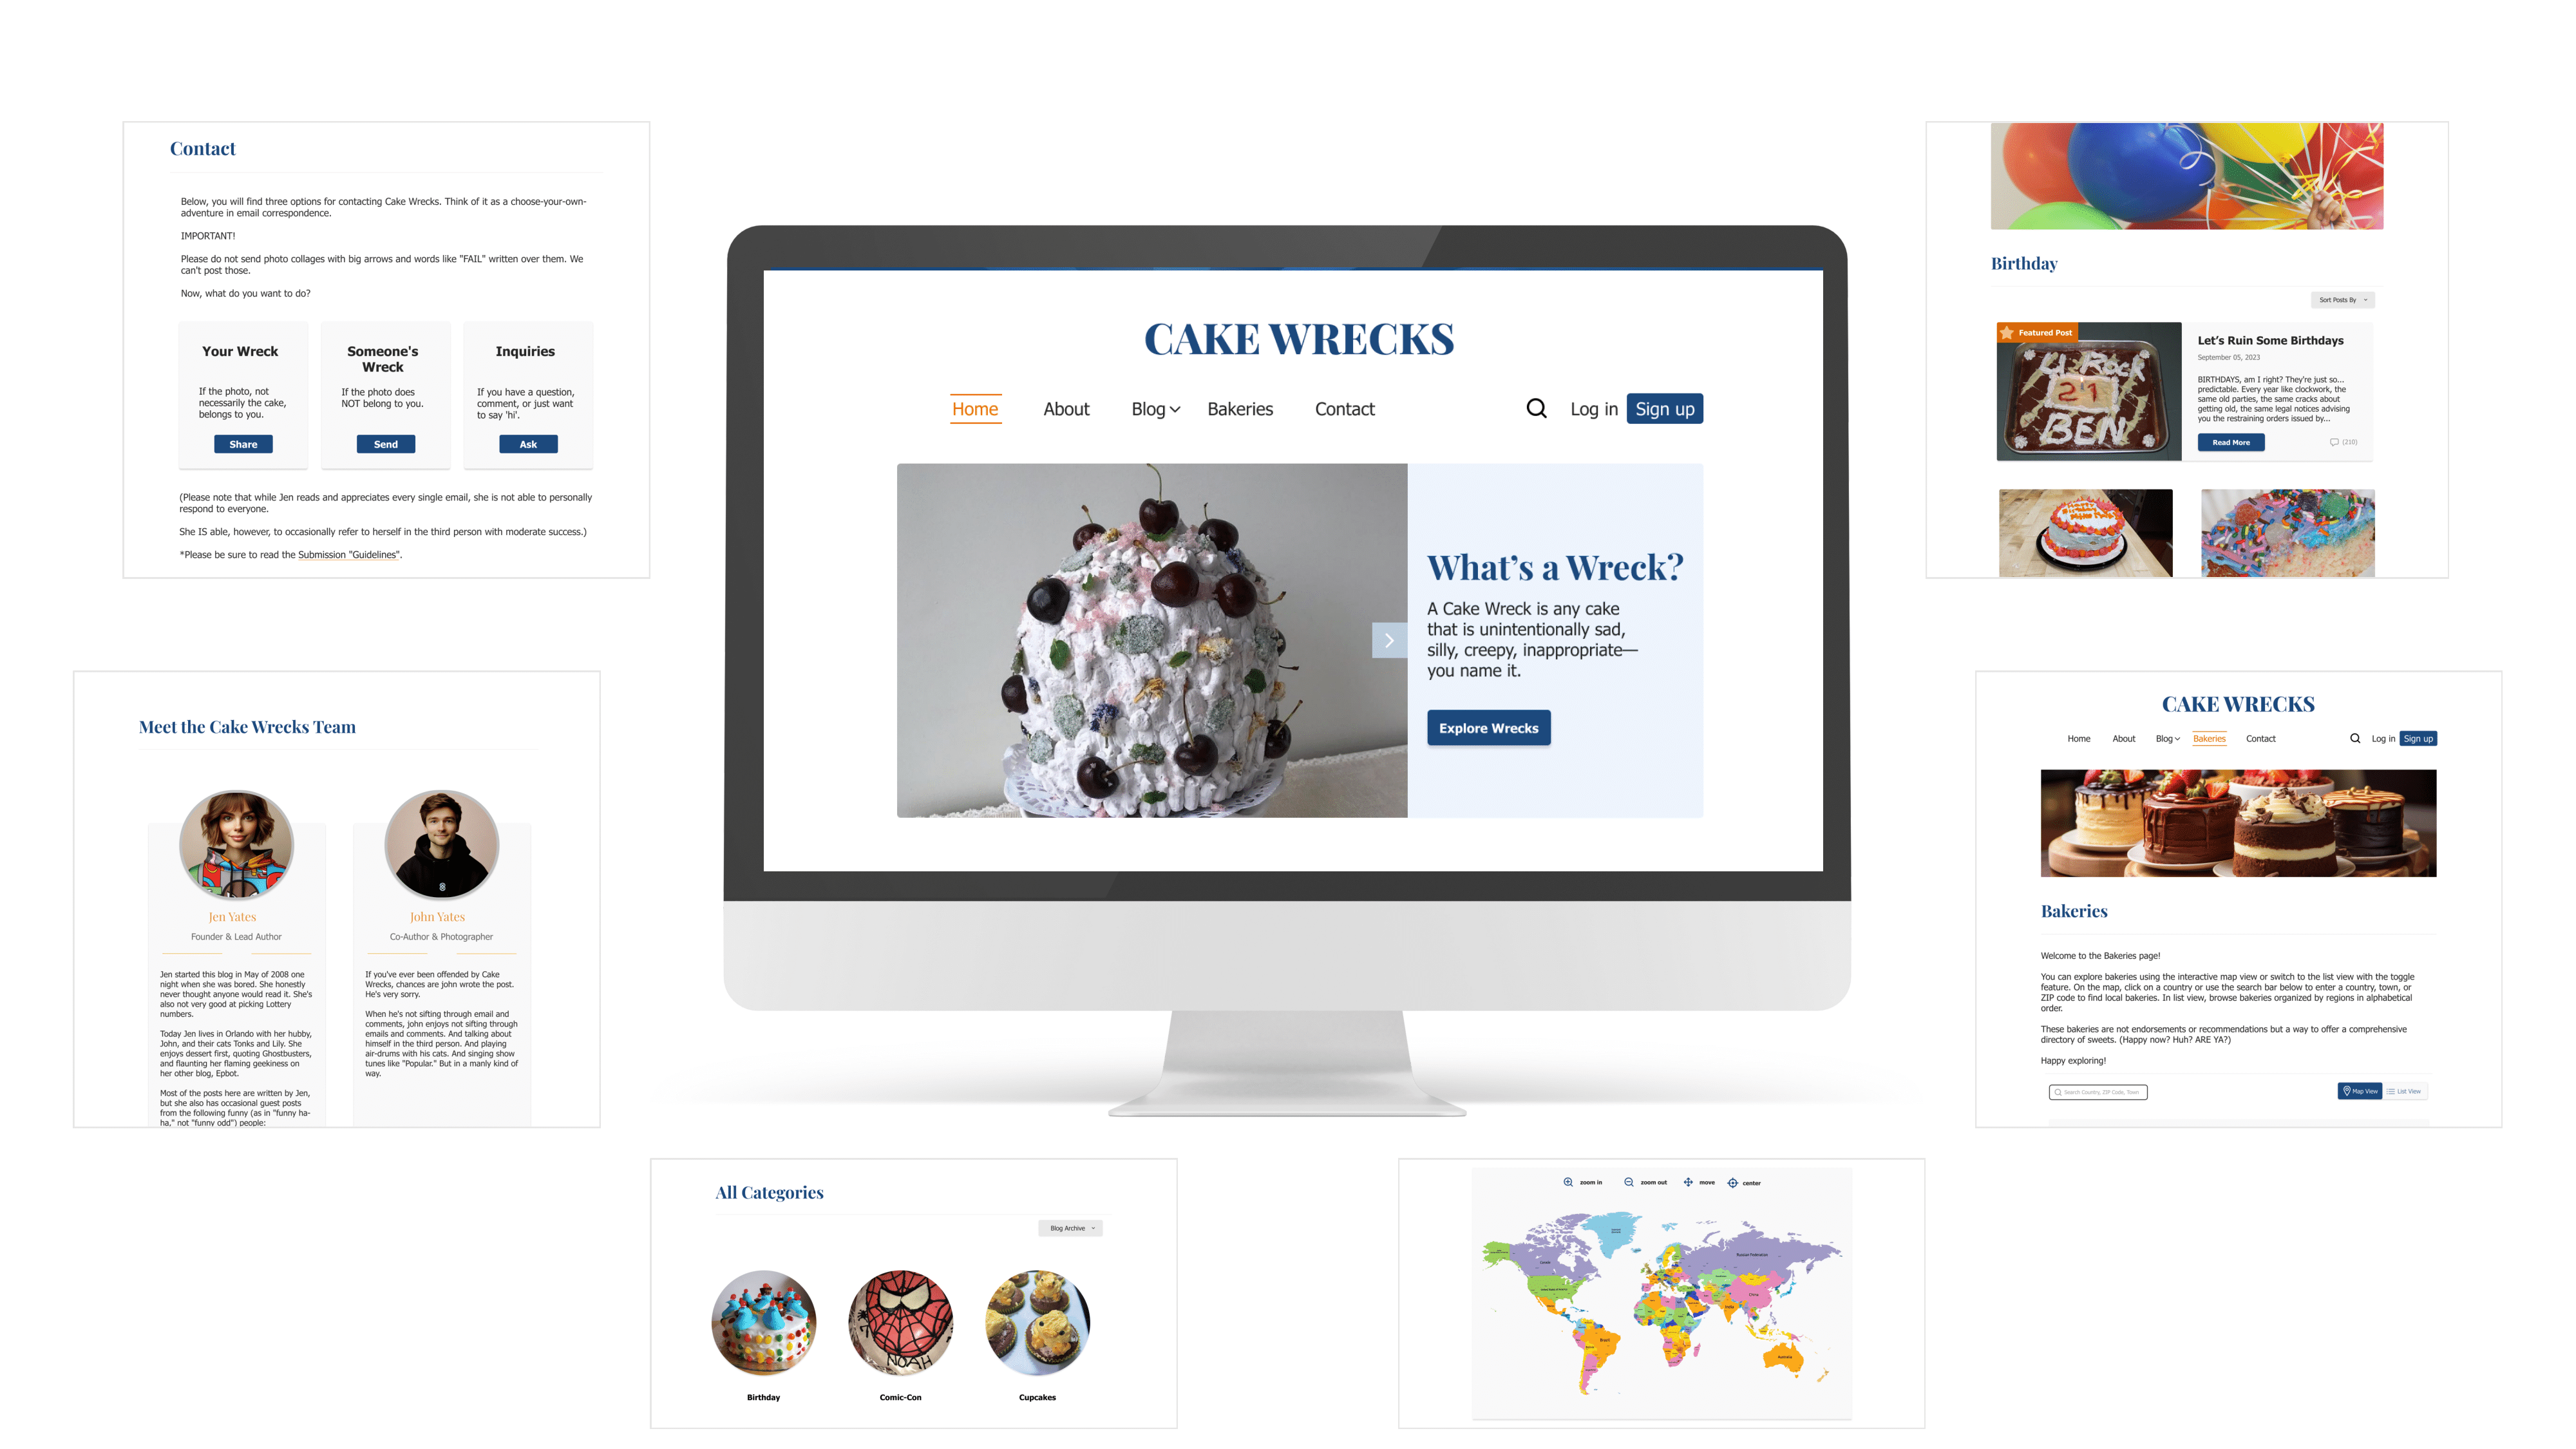 Contact
Below, you will find three options for contacting Cake Wrecks. Think of it as a choose-your-own-
adventure in email correspondence.
IMPORTANT!
Please do not send photo collages with big arrows and words like "FAIL" written over them. We
can't post those.
Now, what do you want to do?
Your Wreck
If the photo, not
necessarily the cake,
belongs to you.
Share
Someone's
Wreck
If the photo does
NOT belong to you.
Send
Inquiries
If you have a question,
comment, or just want
to say 'hi'.
Ask
(Please note that while Jen reads and appreciates every single email, she is not able to personally
respond to everyone.
She IS able, however, to occasionally refer to herself in the third person with moderate success.)
*Please be sure to read the Submission "Guidelines".
CAKE WRECKS
Home About Blog Bakeries Contact Log in Sign up
What's a Wreck?
A Cake Wreck is any cake
that is unintentionally sad,
silly, creepy, inappropriate—
you name it.
Explore Wrecks
Birthday
Sort Posts By
Featured Post
U Rock
21
BEN
Let's Ruin Some Birthdays
September 05, 2023
BIRTHDAYS, am I right? They're just so...
predictable. Every year like clockwork, the
same old parties, the same cracks about
getting old, the same legal notices advising
you the restraining orders issued by...
Read More (210)
Meet the Cake Wrecks Team
Jen Yates
Founder & Lead Author
Jen started this blog in May of 2008 one
night when she was bored. She honestly
never thought anyone would read it. She's
also not very good at picking Lottery
numbers.
Today Jen lives in Orlando with her hubby,
John, and their cats Tonks and Lily. She
enjoys dessert first, quoting Ghostbusters,
and flaunting her flaming geekiness on
her other blog, Epbot.
Most of the posts here are written by Jen,
but she also has occasional guest posts
from the following funny (as in "funny ha-
ha," not "funny odd") people:
John Yates
Co-Author & Photographer
If you've ever been offended by Cake
Wrecks, chances are john wrote the post.
He's very sorry.
When he's not sifting through email and
comments, john enjoys not sifting through
emails and comments. And talking about
himself in the third person. And playing
air-drums with his cats. And singing show
tunes like "Popular." But in a manly kind of
way.
CAKE WRECKS
Home About Blog Bakeries Contact Log in Sign up
Bakeries
Welcome to the Bakeries page!
You can explore bakeries using the interactive map view or switch to the list view with the toggle
feature. On the map, click on a country or use the search bar below to enter a country, town, or
ZIP code to find local bakeries. In list view, browse bakeries organized by regions in alphabetical
order.
These bakeries are not endorsements or recommendations but a way to offer a comprehensive
directory of sweets. (Happy now? Huh? ARE YA?)
Happy exploring!
Search Country, ZIP Code, Town
Map View List View
All Categories
Blog Archive
NOAH
Birthday Comic-Con Cupcakes
zoom in zoom out move center
Russian Federation
Canada
United States of America
China
India
Brazil
Australia